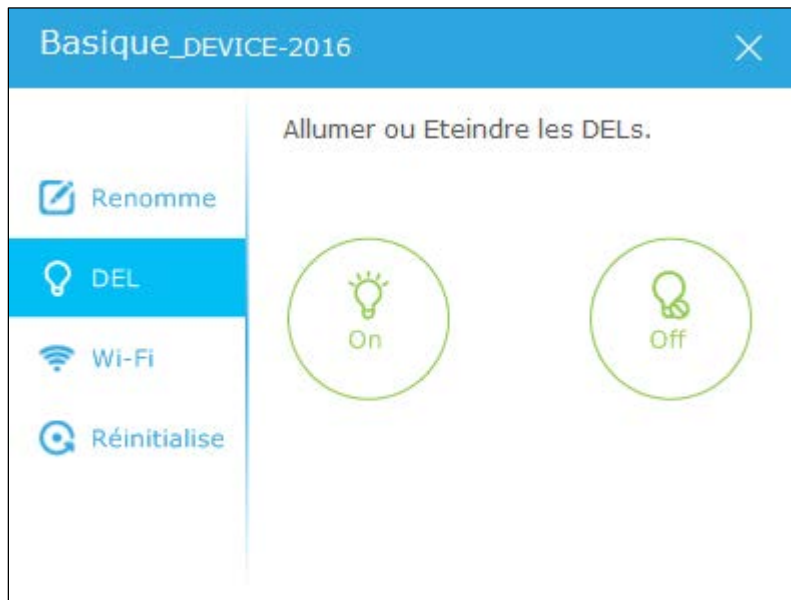 Basique_DEVICE-2016
Allumer ou Eteindre les DELs.
Renomme
DEL
Wi-Fi
Réinitialise
On
Off